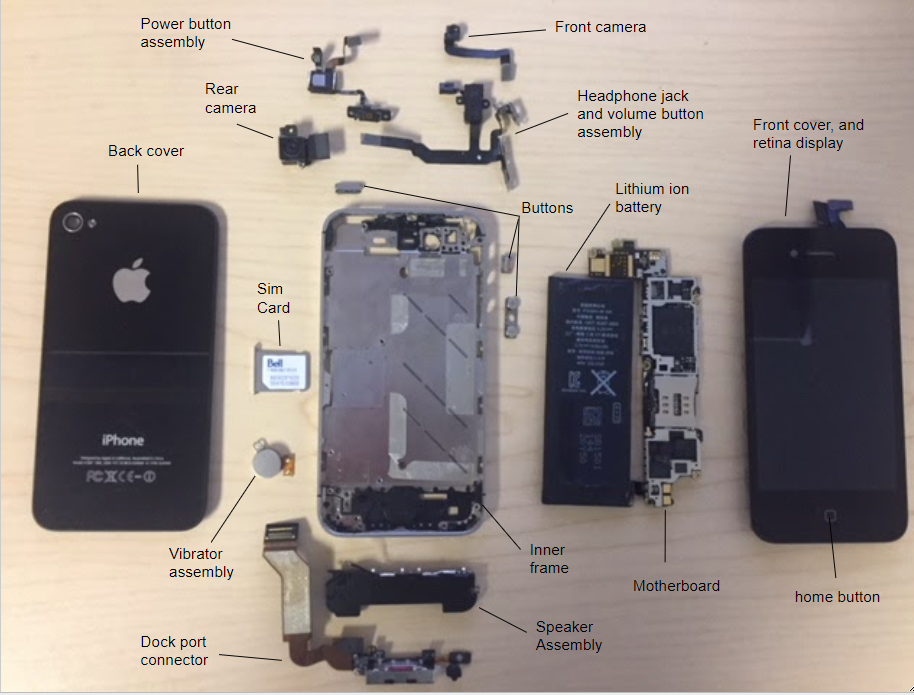 Power button
assembly
Front camera
Rear
camera
Headphone jack
and volume button
assembly
Front cover, and
retina display
Back cover
Lithium ion
battery
Buttons
Sim
Card
Bell
iPhone
Vibrator
assembly
Inner
frame
Motherboard
home button
Speaker
Assembly
Dock port
connector